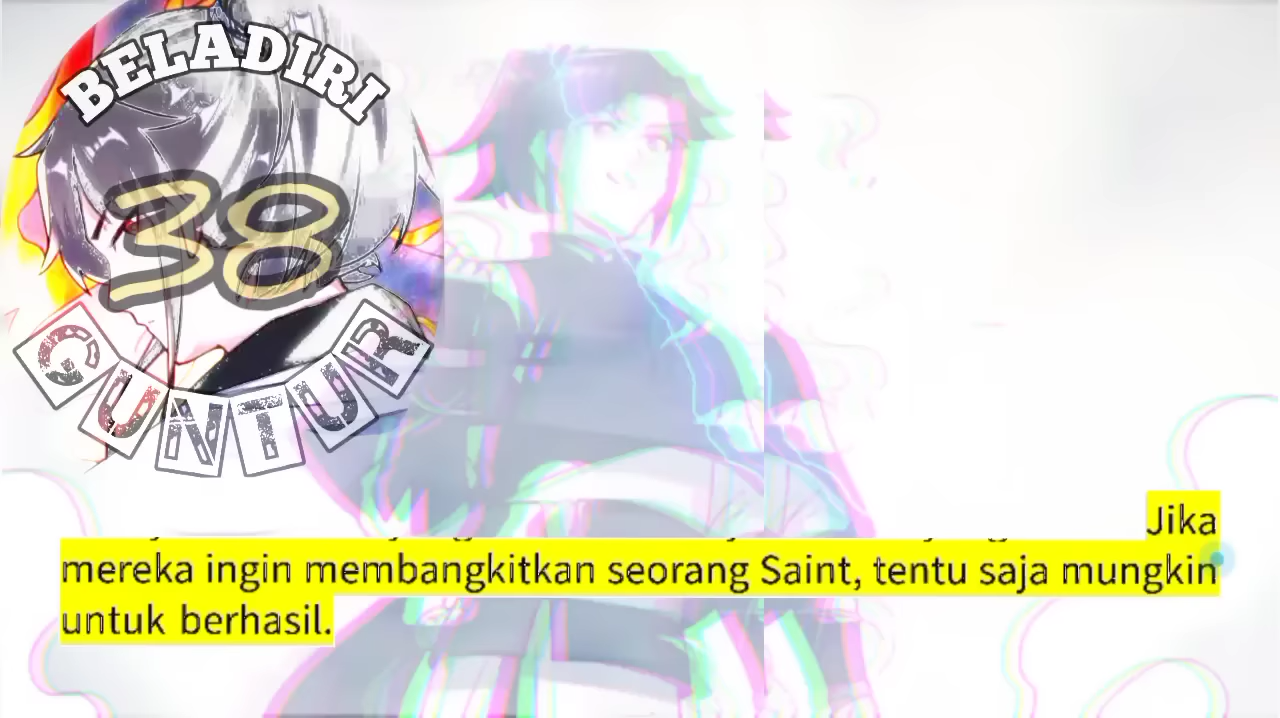 BELADIRI
38
GUNTUR
Jika
mereka ingin membangkitkan seorang Saint, tentu saja mungkin
untuk berhasil.